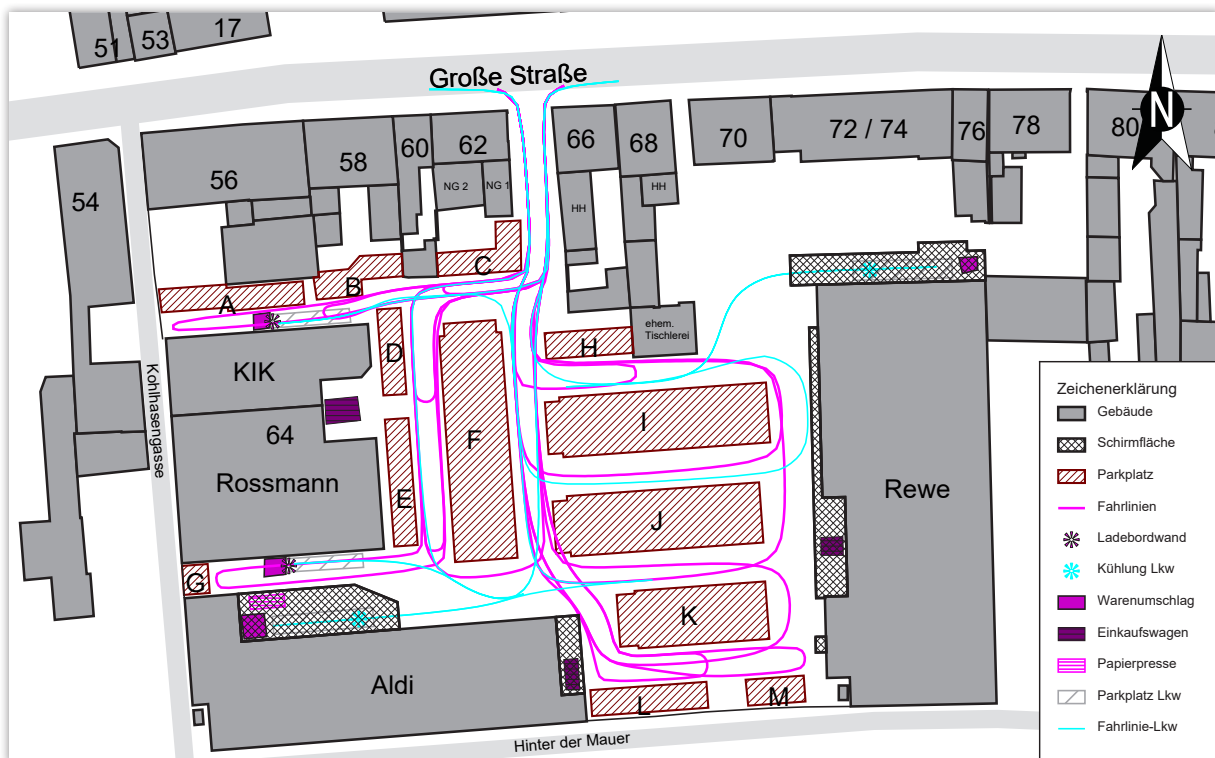 51
53
17
Große Straße
N
54
56
58
60
62
66
68
70
72 / 74
76
78
80
NG 2
NG 1
HH
HH
A
B
C
D
E
F
G
H
I
J
K
L
M
ehem.
Tischlerei
KIK
64
Rossmann
Rewe
Aldi
Kohlhasengasse
Hinter der Mauer
Zeichenerklärung
Gebäude
Schirmfläche
Parkplatz
Fahrlinien
Ladebordwand
Kühlung Lkw
Warenumschlag
Einkaufswagen
Papierpresse
Parkplatz Lkw
Fahrlinie-Lkw